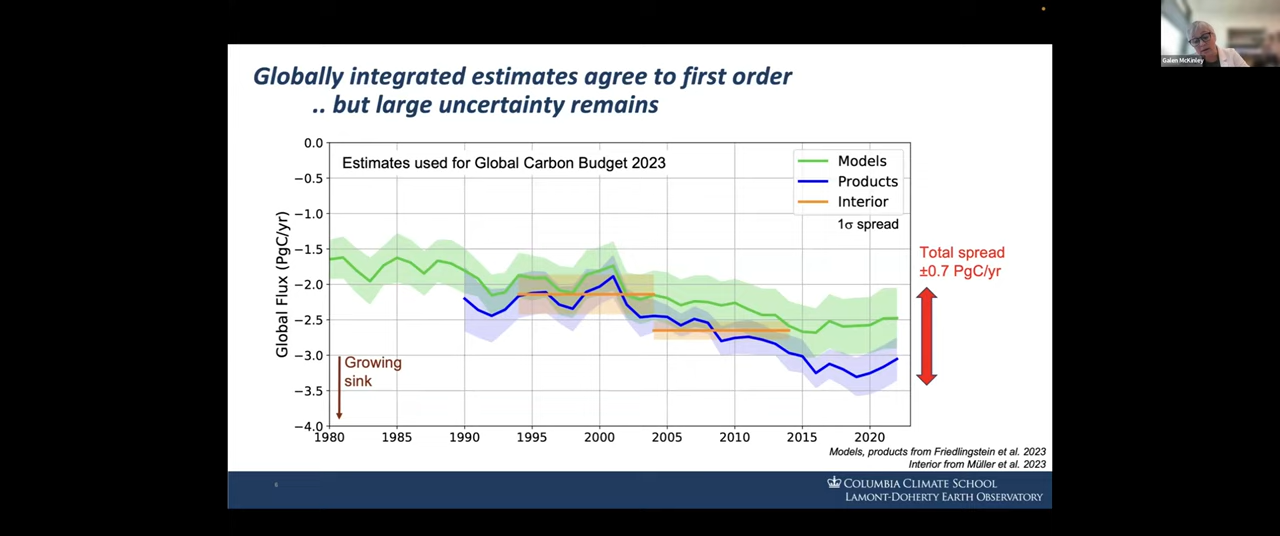 Galen McKinley
Globally integrated estimates agree to first order
.. but large uncertainty remains
Estimates used for Global Carbon Budget 2023
Models
Products
Interior
1σ spread
Global Flux (PgC/yr)
0.0
−0.5
−1.0
−1.5
−2.0
−2.5
−3.0
−3.5
−4.0
Growing
sink
1980 1985 1990 1995 2000 2005 2010 2015 2020
Total spread
±0.7 PgC/yr
Models, products from Friedlingstein et al. 2023
Interior from Müller et al. 2023
6
COLUMBIA CLIMATE SCHOOL
LAMONT-DOHERTY EARTH OBSERVATORY